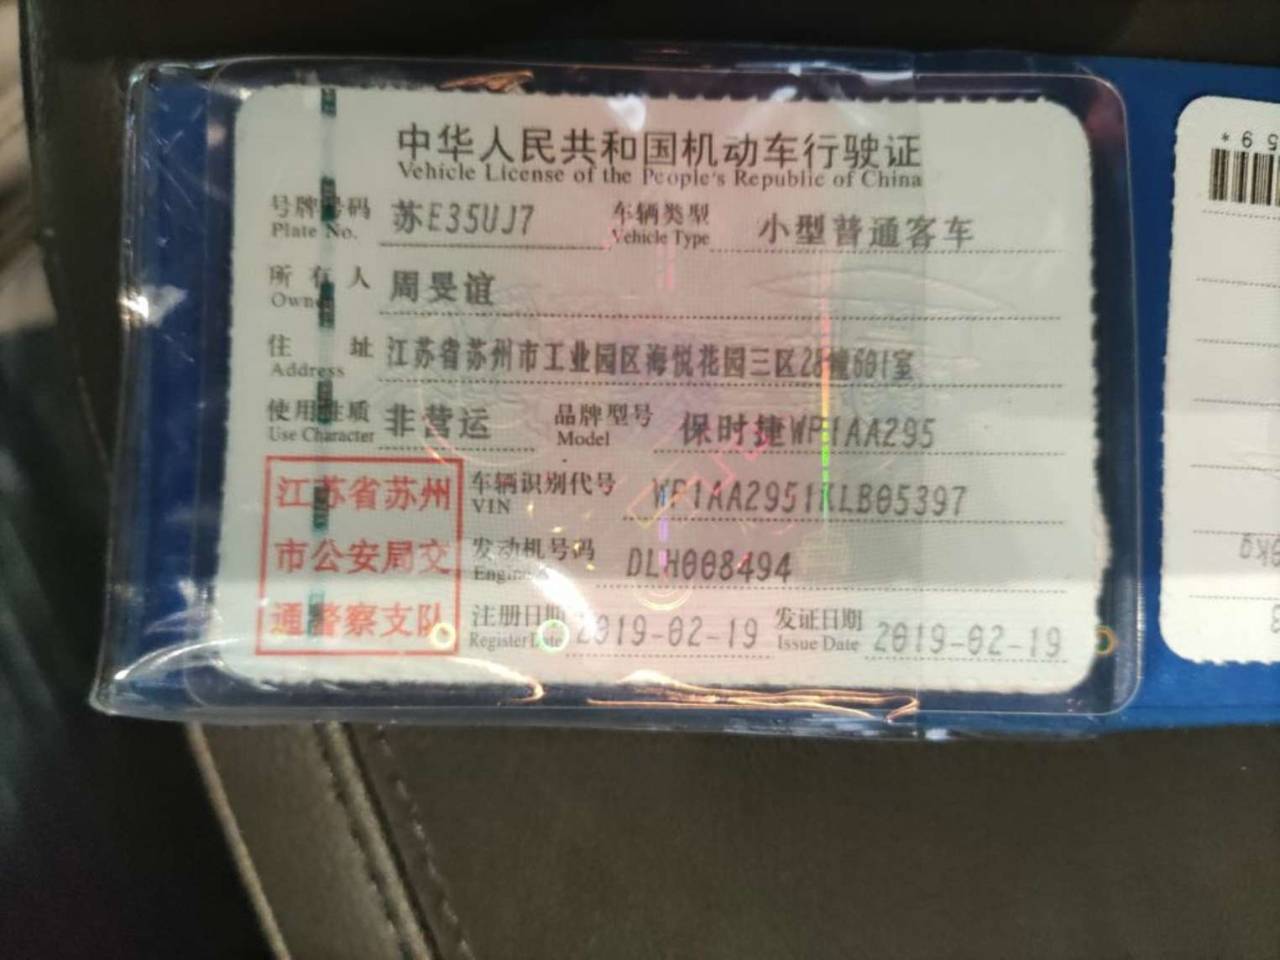 中华人民共和国机动车行驶证
Vehicle License of the People's Republic of China
号牌号码 苏E35UJ7 车辆类型 小型普通客车
Plate No. Vehicle Type
所有人 周旻谊
Owner
住址 江苏省苏州市工业园区海悦花园三区28幢601室
Address
使用性质 非营运 品牌型号 保时捷WP1AA295
Use Character Model
江苏省苏州
市公安局交
通警察支队
车辆识别代号 WP1AA2951KLB05397
VIN
发动机号码 DLH008494
Engine
注册日期 2019-02-19 发证日期 2019-02-19
Register Date Issue Date